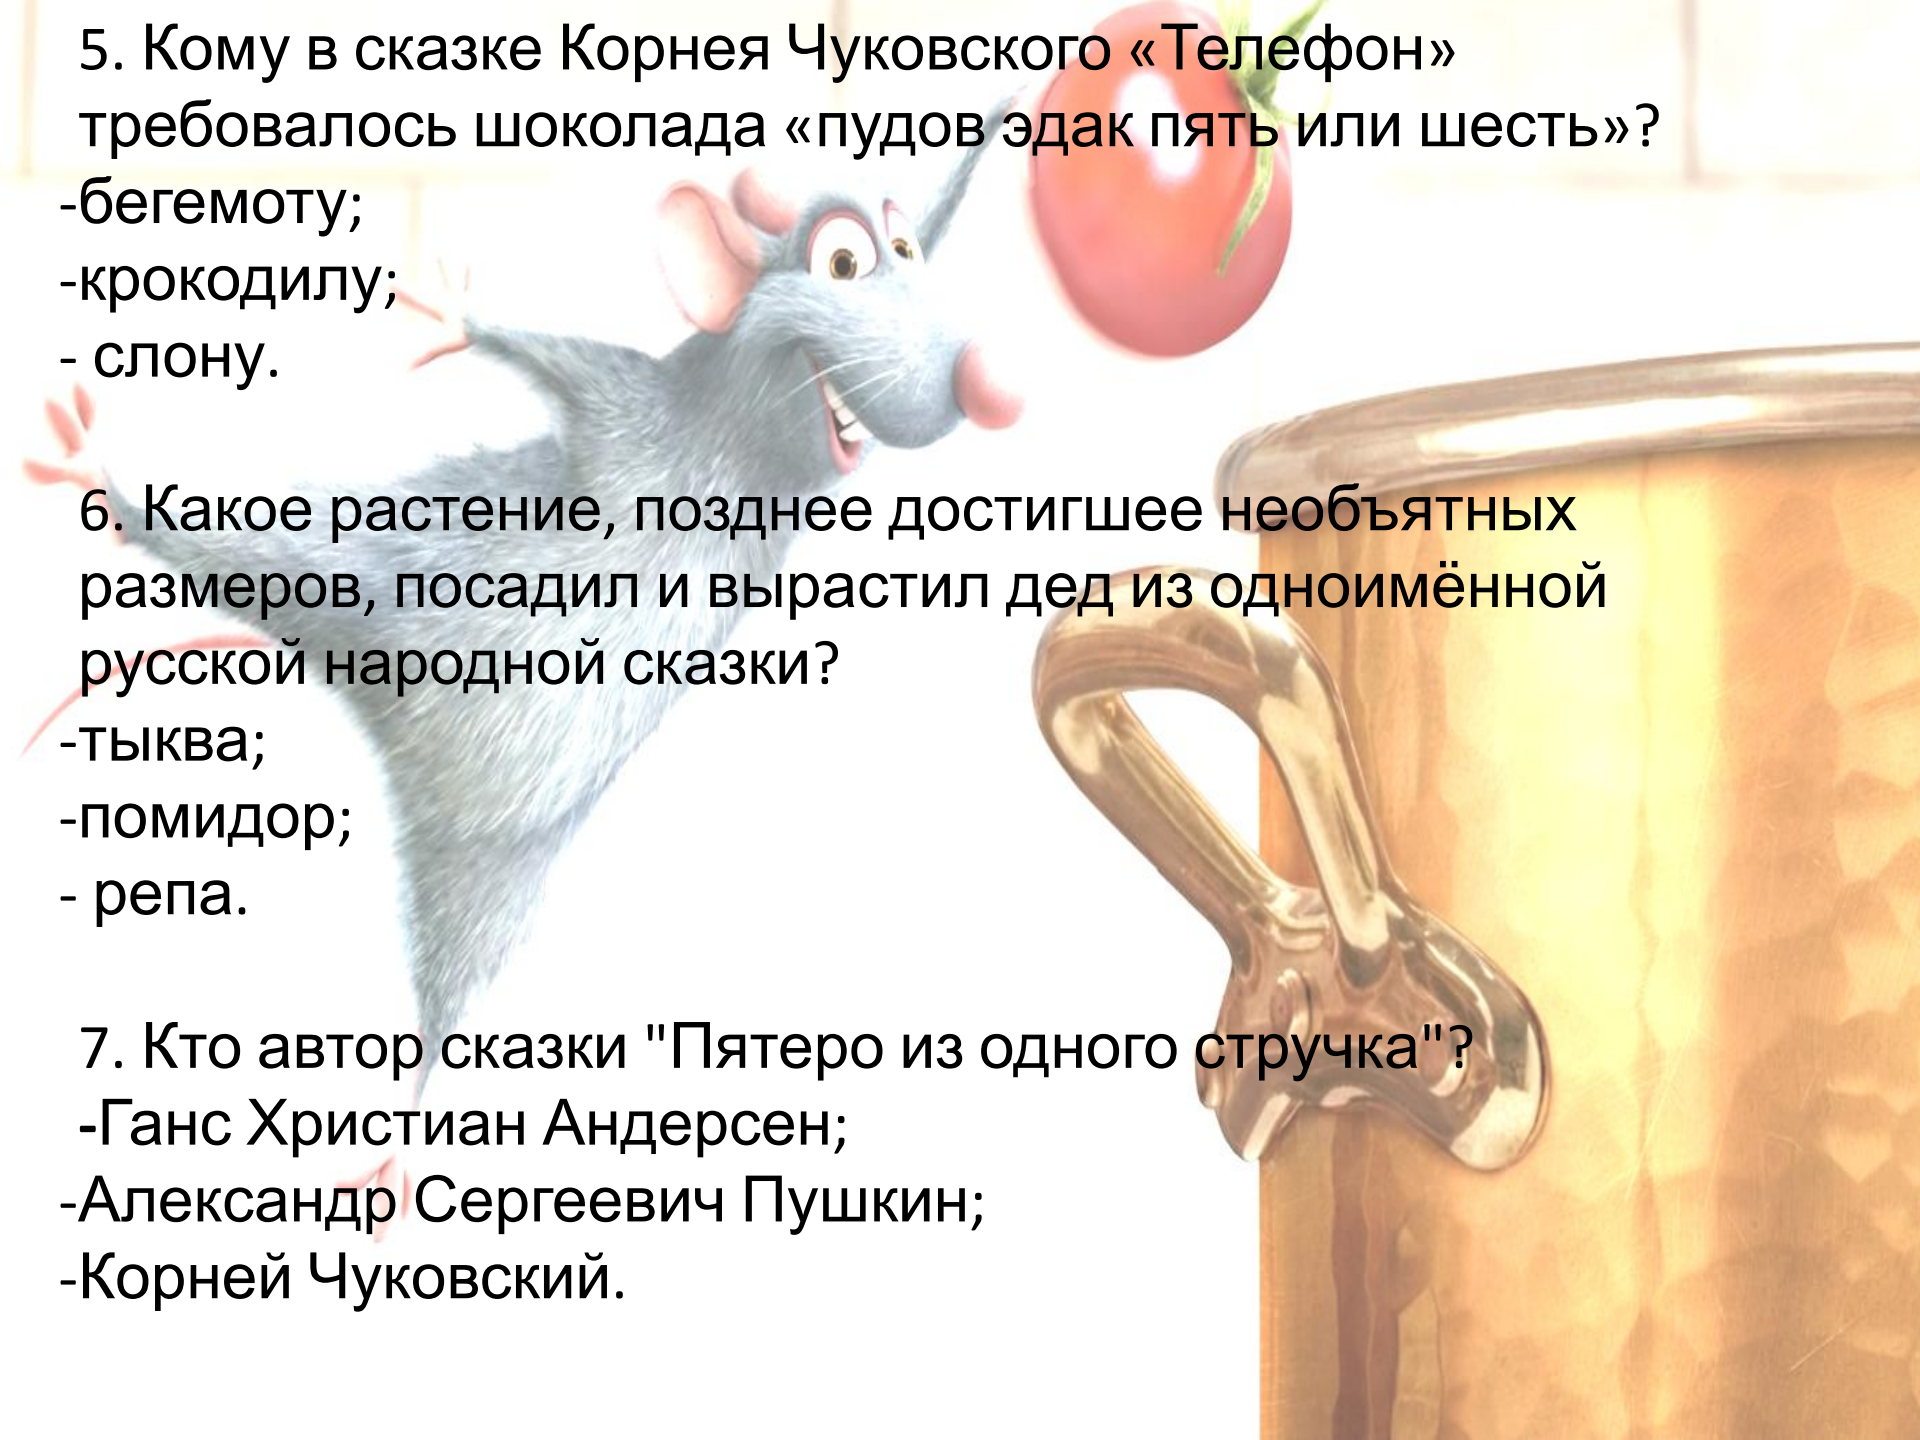 5. Кому в сказке Корнея Чуковского «Телефон»
требовалось шоколада «пудов эдак пять или шесть»?
-бегемоту;
-крокодилу;
- слону.
6. Какое растение, позднее достигшее необъятных
размеров, посадил и вырастил дед из одноимённой
русской народной сказки?
-тыква;
-помидор;
- репа.
7. Кто автор сказки "Пятеро из одного стручка"?
-Ганс Христиан Андерсен;
-Александр Сергеевич Пушкин;
-Корней Чуковский.